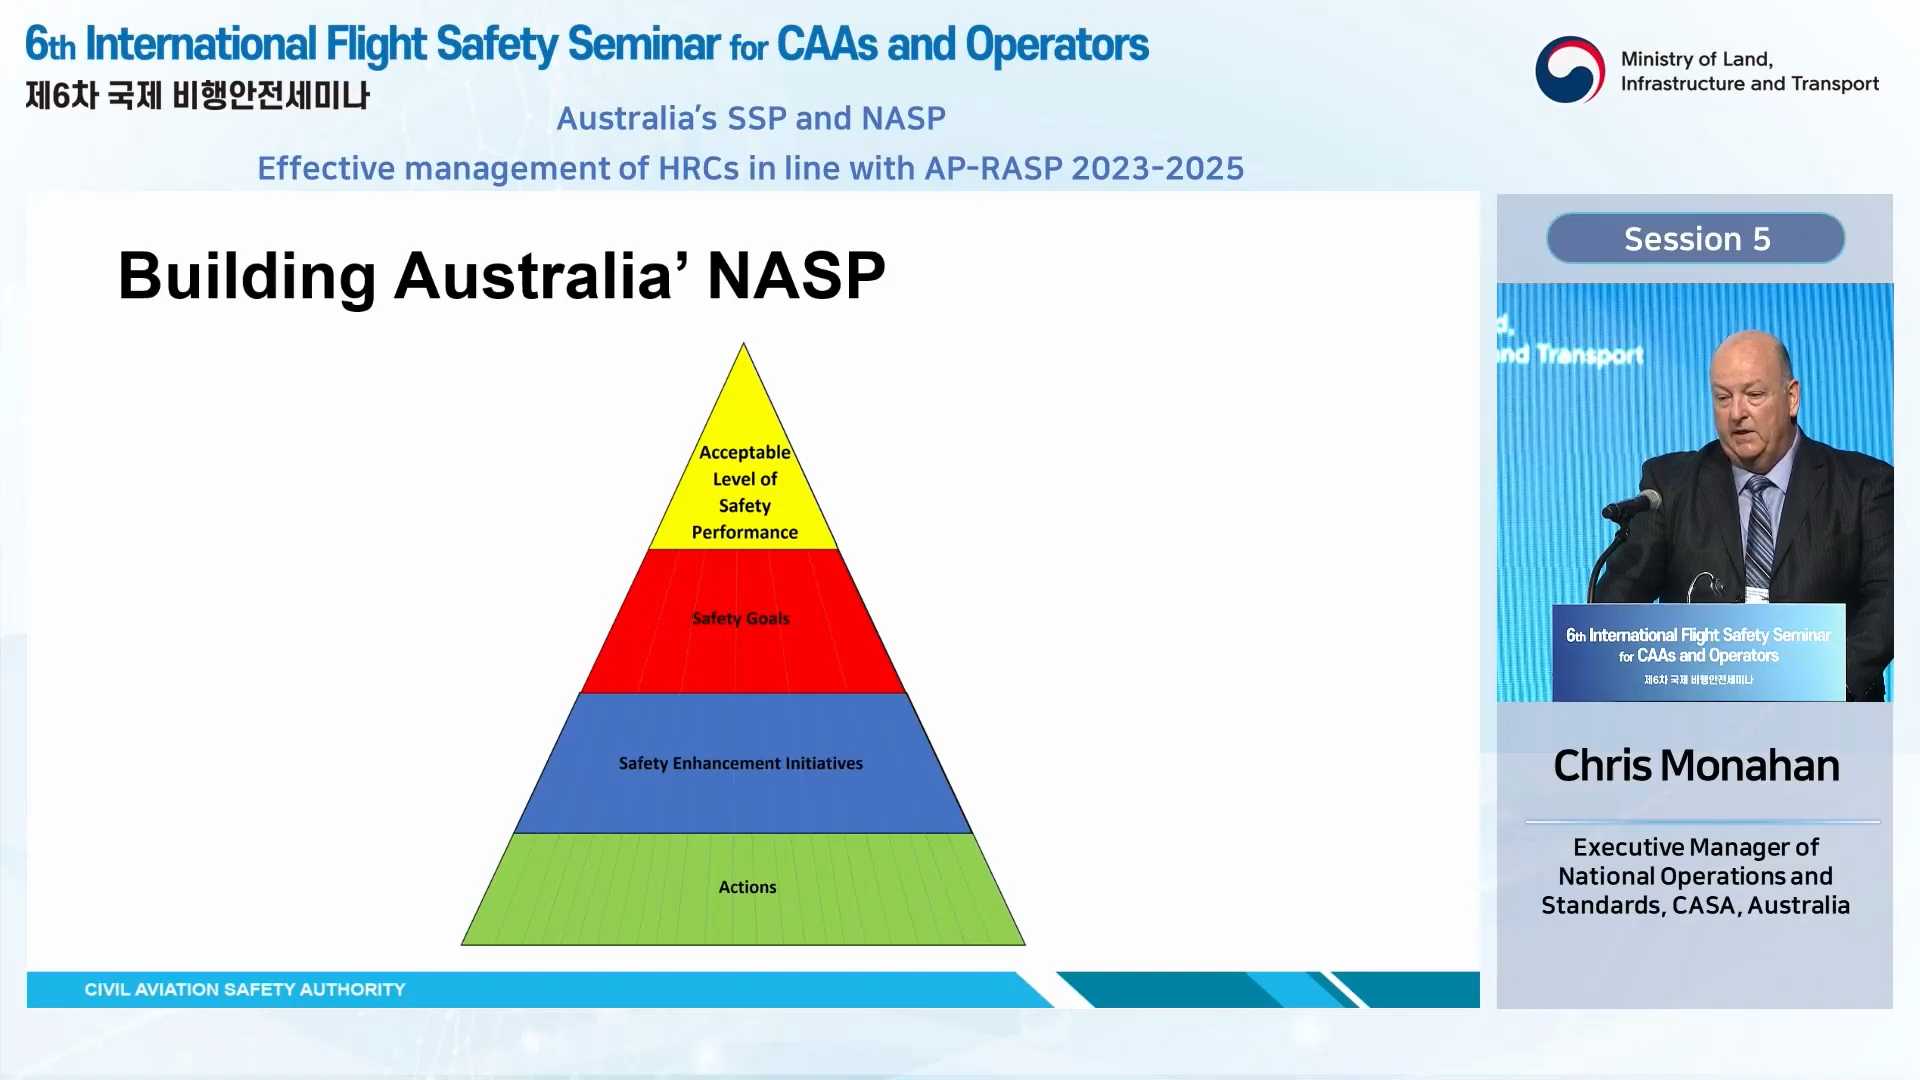 6th International Flight Safety Seminar for CAAs and Operators
제6차 국제 비행안전세미나
Ministry of Land,
Infrastructure and Transport
Australia's SSP and NASP
Effective management of HRCs in line with AP-RASP 2023-2025
Building Australia' NASP
Acceptable
Level of
Safety
Performance
Safety Goals
Safety Enhancement Initiatives
Actions
CIVIL AVIATION SAFETY AUTHORITY
Session 5
d,
nd Transport
6th International Flight Safety Seminar
for CAAs and Operators
제6차 국제 비행안전세미나
Chris Monahan
Executive Manager of
National Operations and
Standards, CASA, Australia